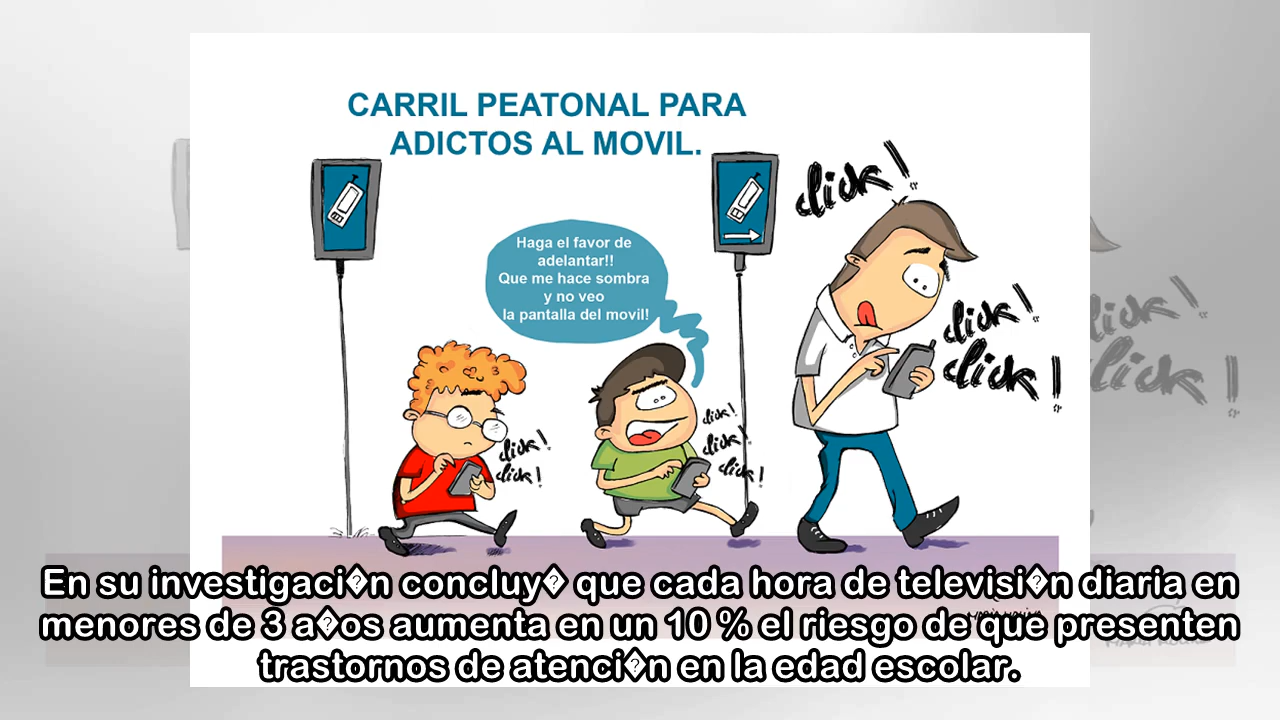 CARRIL PEATONAL PARA
ADICTOS AL MOVIL.
click!
Haga el favor de
adelantar!!
Que me hace sombra
y no veo
la pantalla del movil!
click!
click!
click!
click!
click!
click!
click!
En su investigaci�n concluy� que cada hora de televisi�n diaria en
menores de 3 a�os aumenta en un 10 % el riesgo de que presenten
trastornos de atenci�n en la edad escolar.